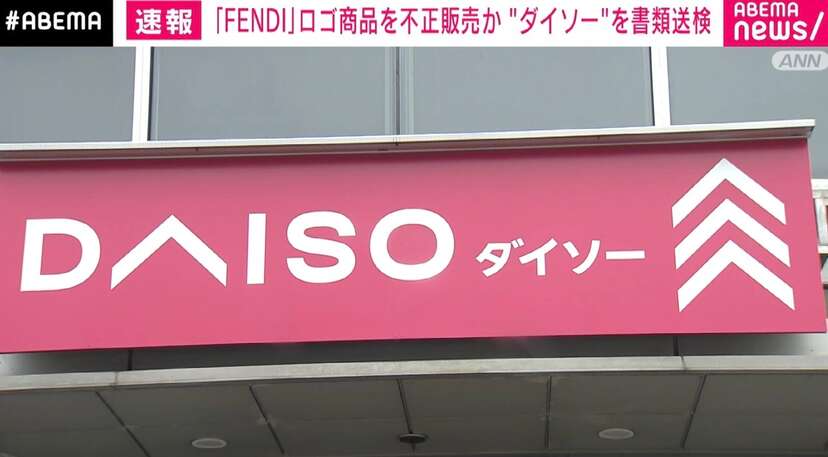 #ABEMA
速報
「FENDI」ロゴ商品を不正販売か "ダイソー"を書類送検
ABEMA
news/
ANN
DAISO ダイソー